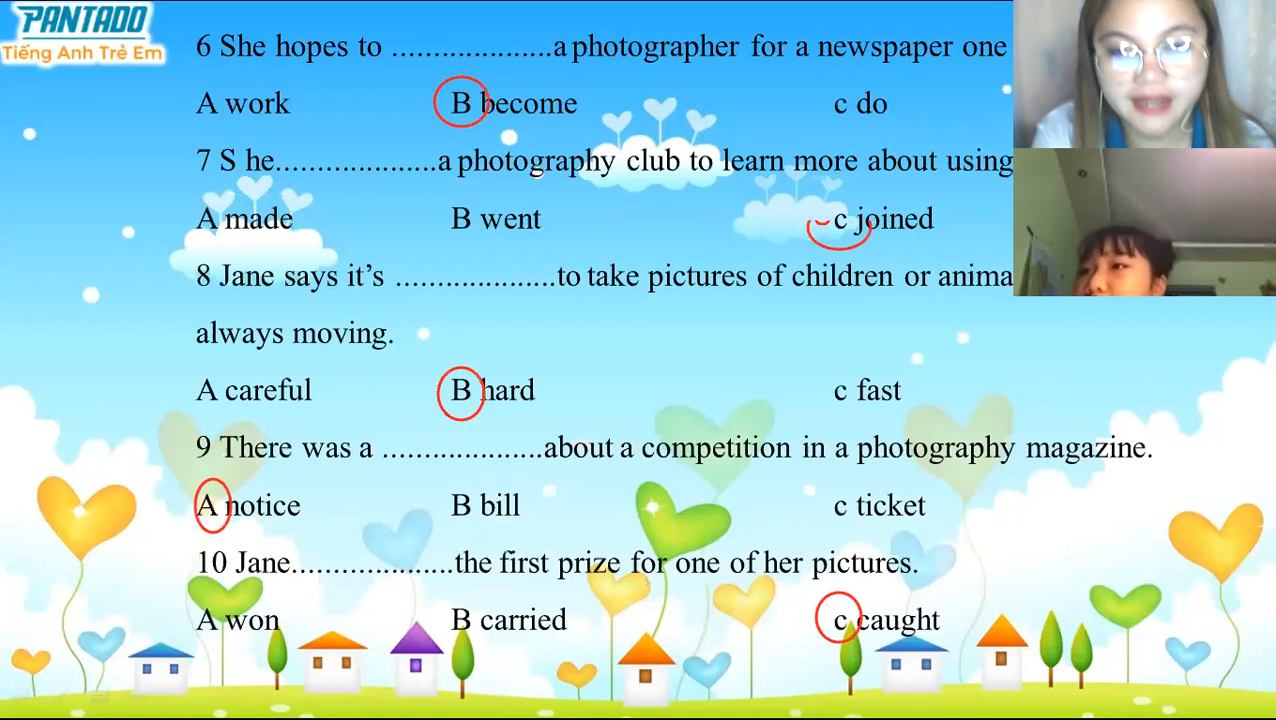 PANTADO
Tiếng Anh Trẻ Em
6 She hopes to ....................a photographer for a newspaper one
A work B become c do
7 S he....................a photography club to learn more about using
A made B went c joined
8 Jane says it’s ....................to take pictures of children or anima
always moving.
A careful B hard c fast
9 There was a ....................about a competition in a photography magazine.
A notice B bill c ticket
10 Jane....................the first prize for one of her pictures.
A won B carried c caught